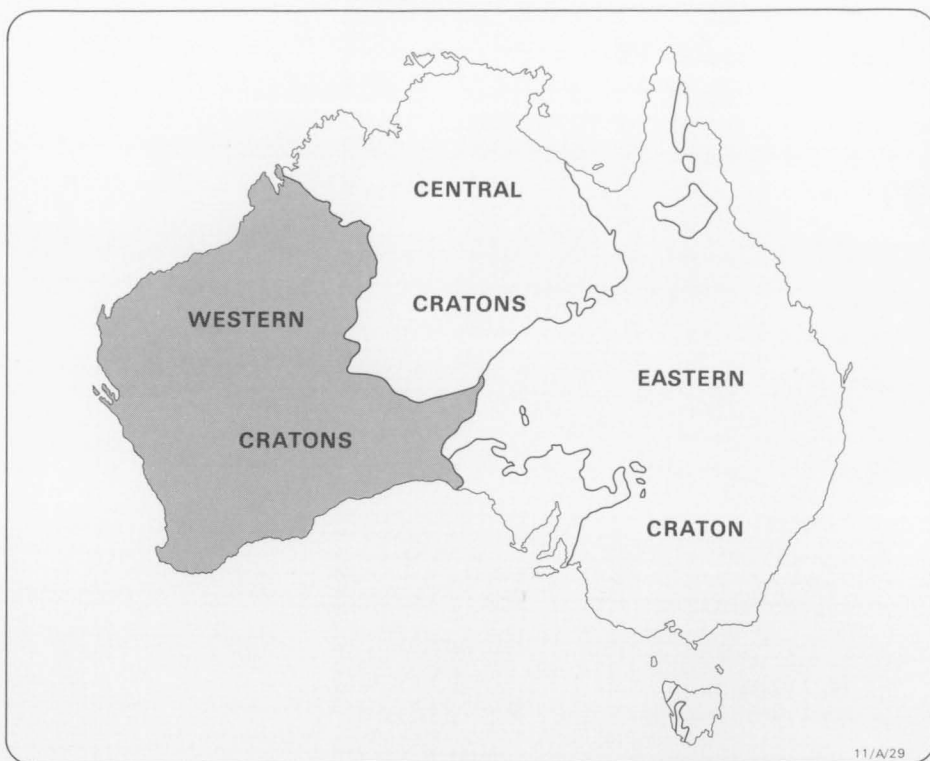 CENTRAL
CRATONS
WESTERN
CRATONS
EASTERN
CRATON
11/A/29